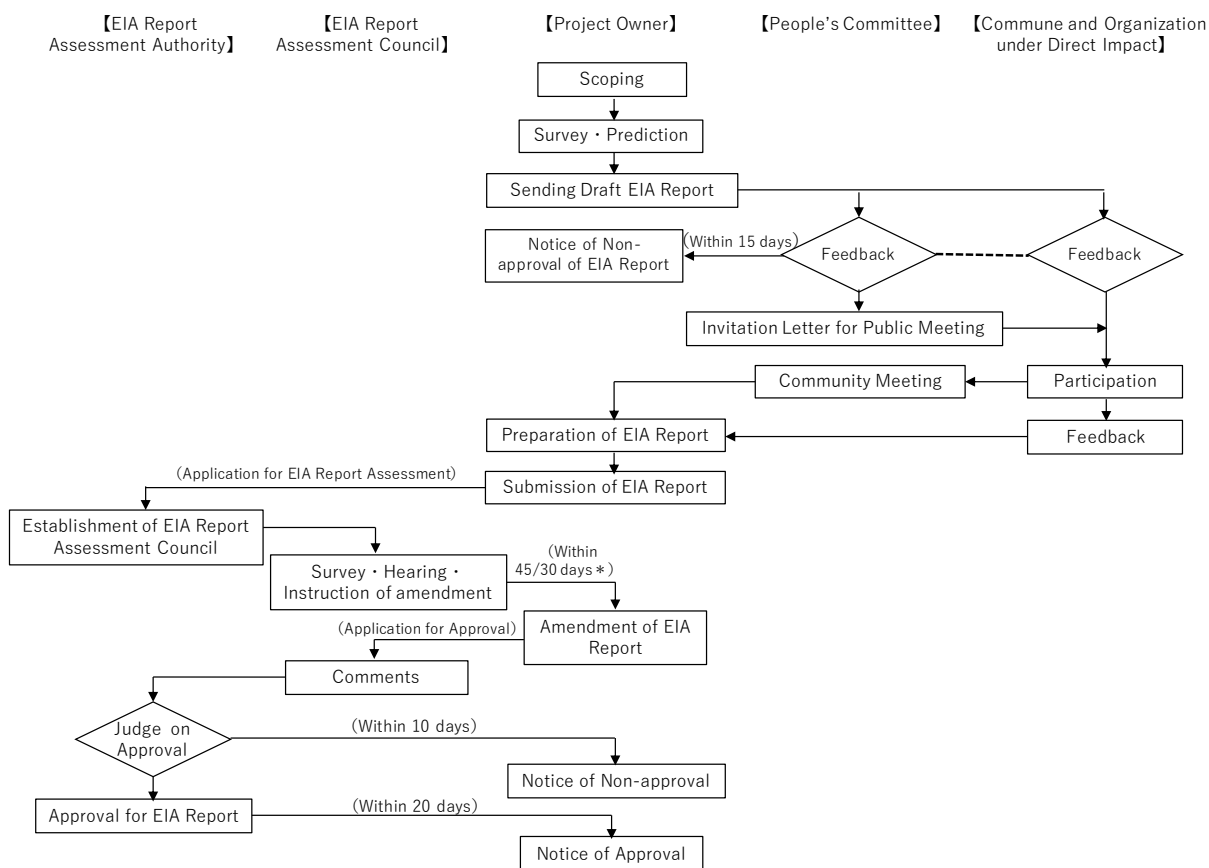 【EIA Report
Assessment Authority】
【EIA Report
Assessment Council】
【Project Owner】
【People’s Committee】
【Commune and Organization
under Direct Impact】
Scoping
Survey・Prediction
Sending Draft EIA Report
Notice of Non-
approval of EIA Report
(Within 15 days)
Feedback
Feedback
Invitation Letter for Public Meeting
Community Meeting
Participation
Preparation of EIA Report
Feedback
(Application for EIA Report Assessment)
Submission of EIA Report
Establishment of EIA Report
Assessment Council
Survey・Hearing・
Instruction of amendment
(Within
45/30 days＊)
Amendment of EIA
Report
(Application for Approval)
Comments
Judge on
Approval
(Within 10 days)
Notice of Non-approval
Approval for EIA Report
(Within 20 days)
Notice of Approval